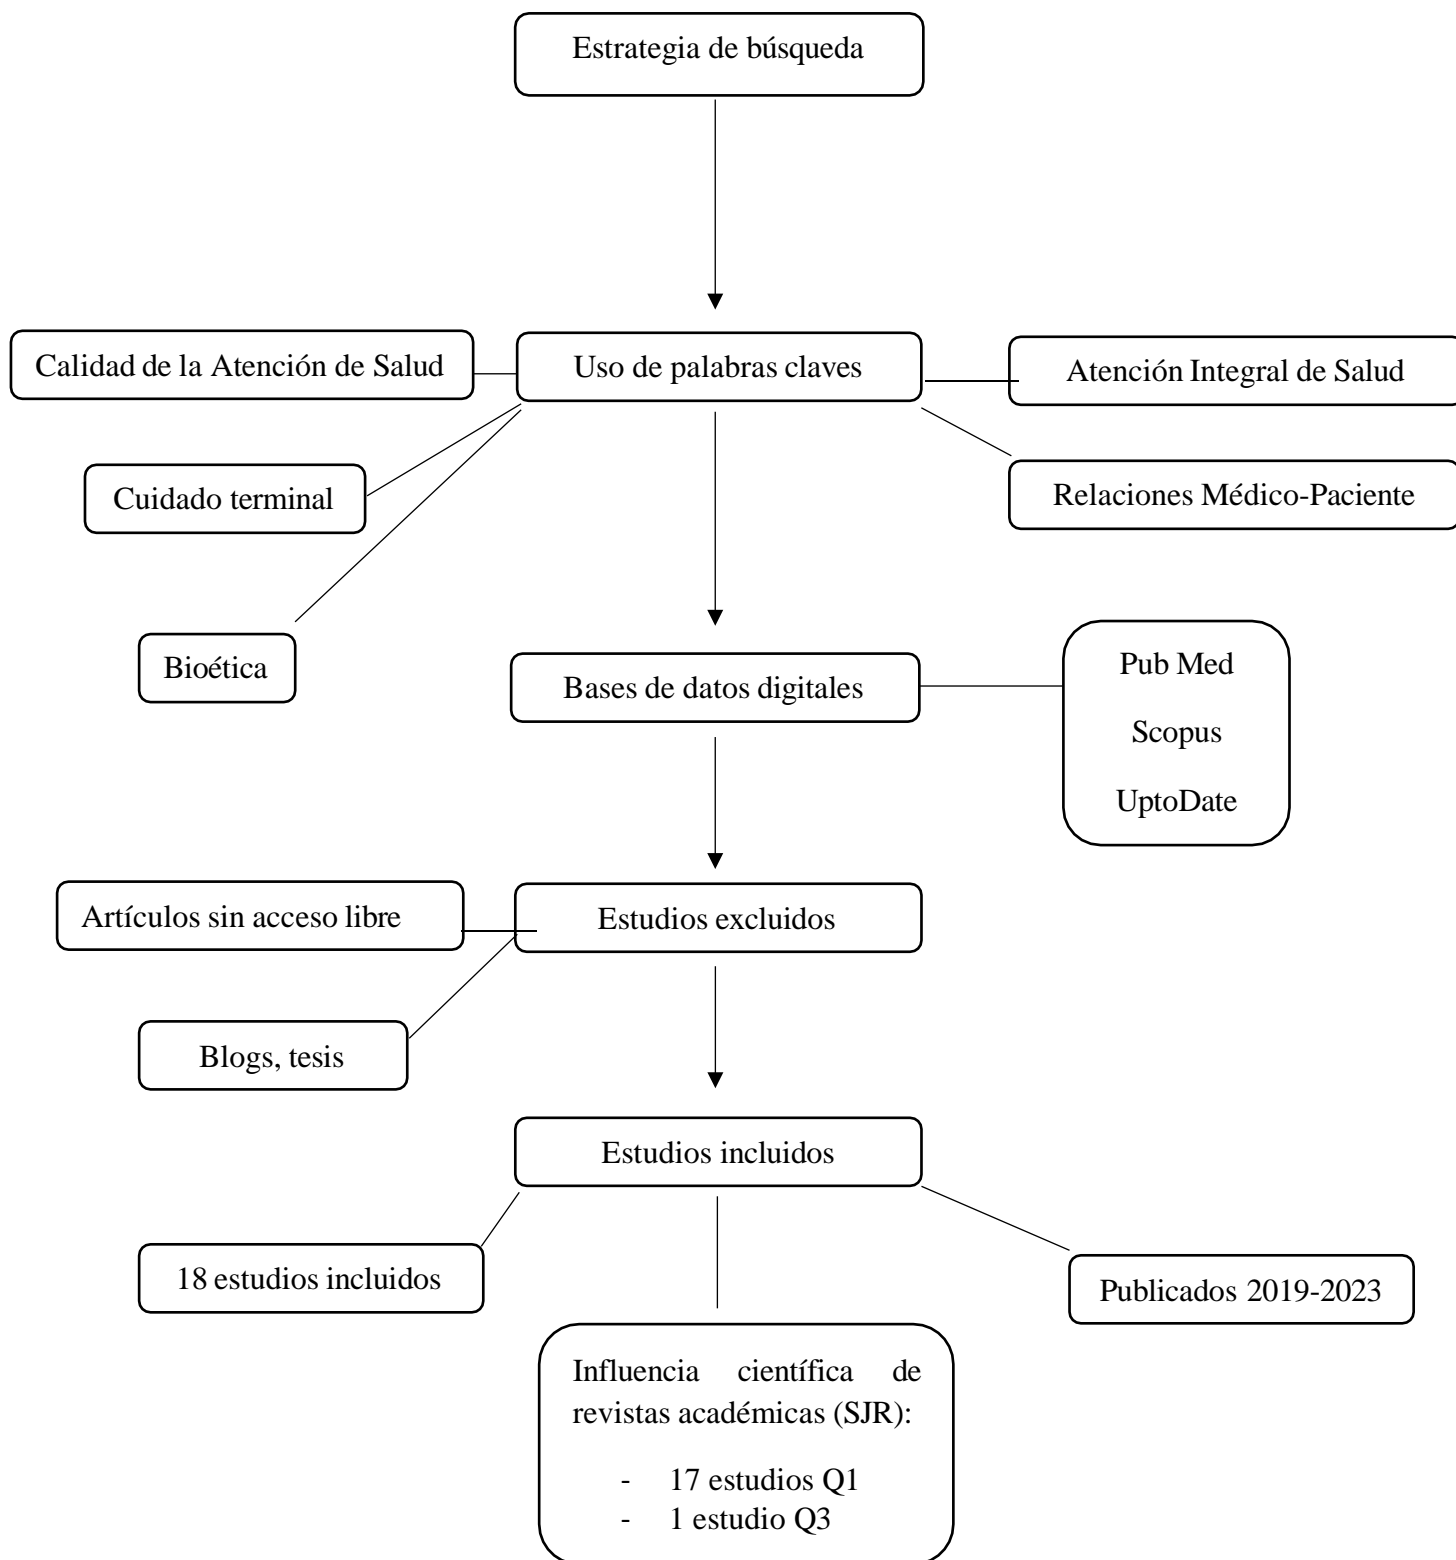 Estrategia de búsqueda
Calidad de la Atención de Salud
Uso de palabras claves
Atención Integral de Salud
Cuidado terminal
Relaciones Médico-Paciente
Bioética
Bases de datos digitales
Pub Med
Scopus
UptoDate
Artículos sin acceso libre
Estudios excluidos
Blogs, tesis
Estudios incluidos
18 estudios incluidos
Publicados 2019-2023
Influencia científica de
revistas académicas (SJR):
- 17 estudios Q1
- 1 estudio Q3